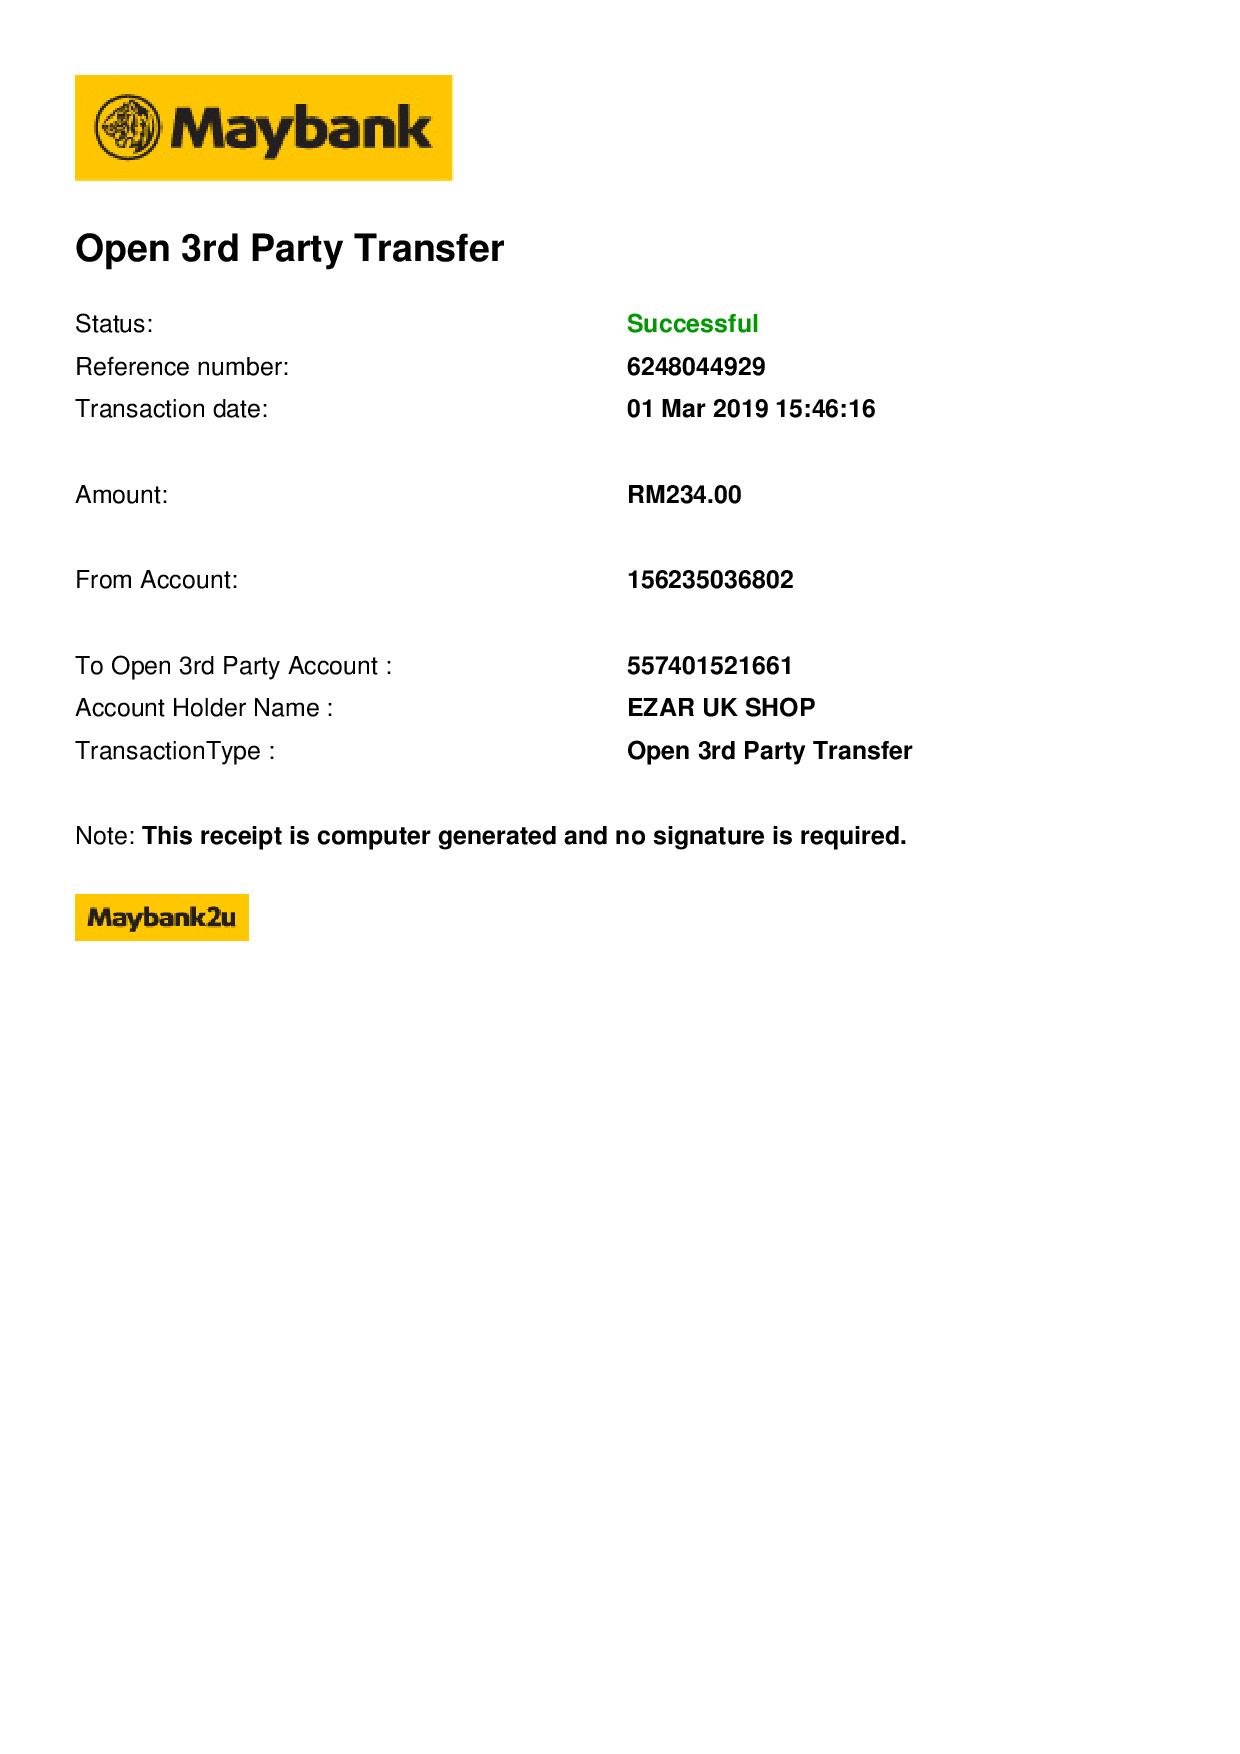 Maybank
Open 3rd Party Transfer
Status: Successful
Reference number: 6248044929
Transaction date: 01 Mar 2019 15:46:16
Amount: RM234.00
From Account: 156235036802
To Open 3rd Party Account : 557401521661
Account Holder Name : EZAR UK SHOP
TransactionType : Open 3rd Party Transfer
Note: This receipt is computer generated and no signature is required.
Maybank2u